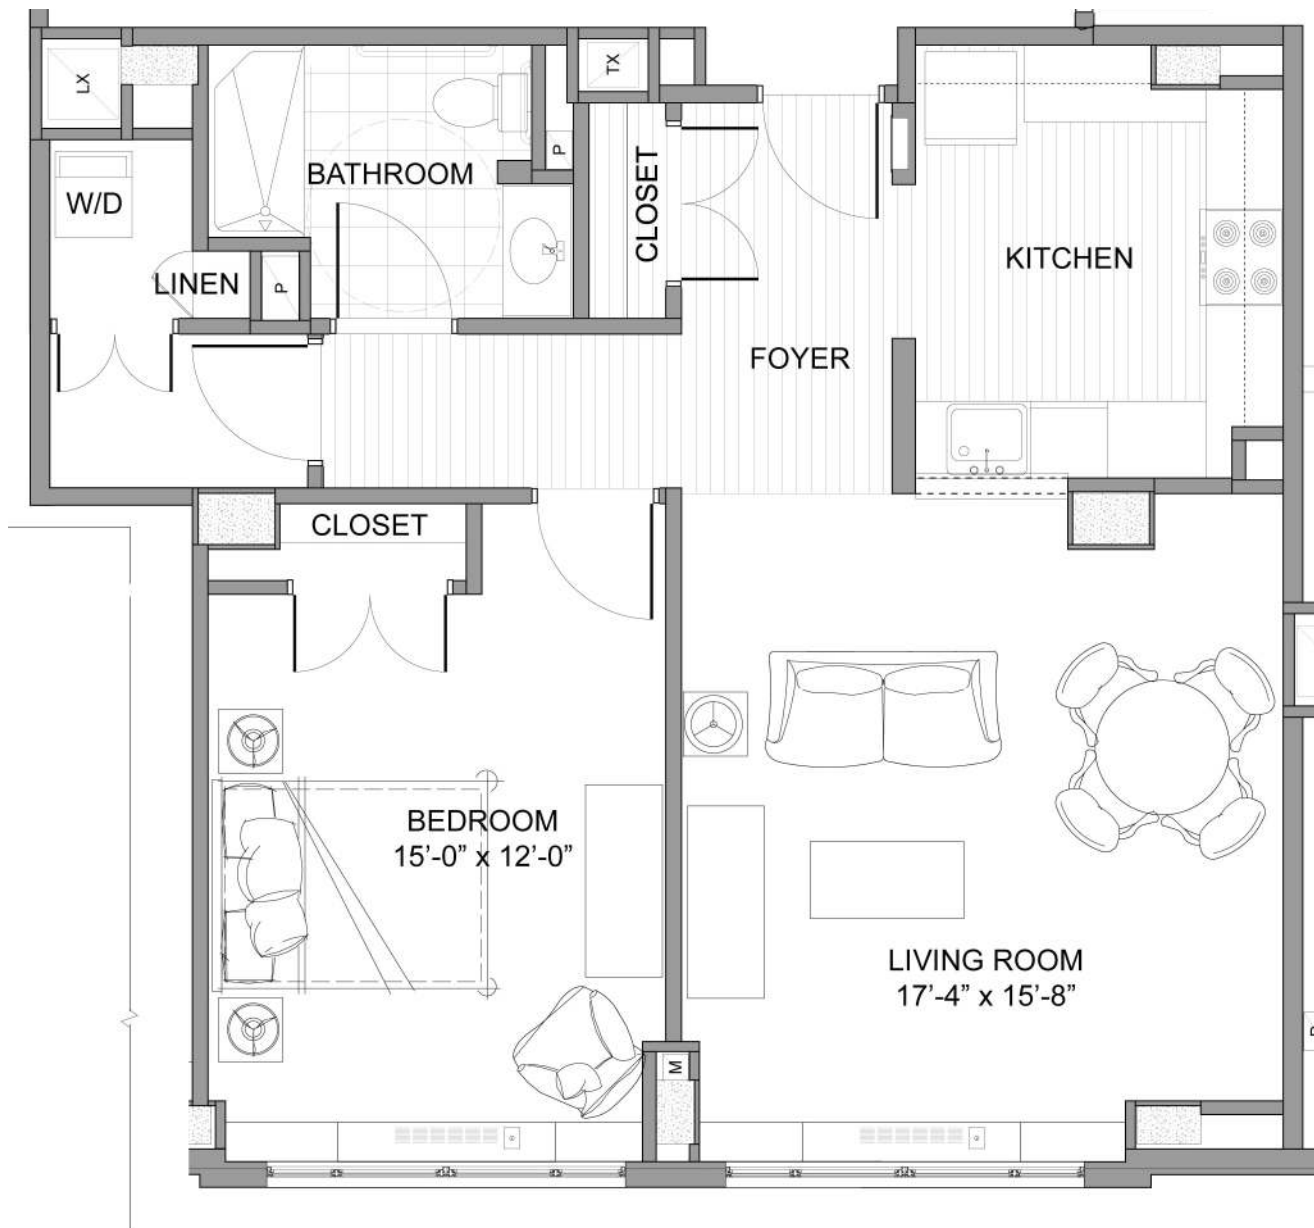 LX
TX
BATHROOM
P
CLOSET
W/D
LINEN
P
KITCHEN
FOYER
CLOSET
BEDROOM
15’-0” x 12’-0”
LIVING ROOM
17’-4” x 15’-8”
M